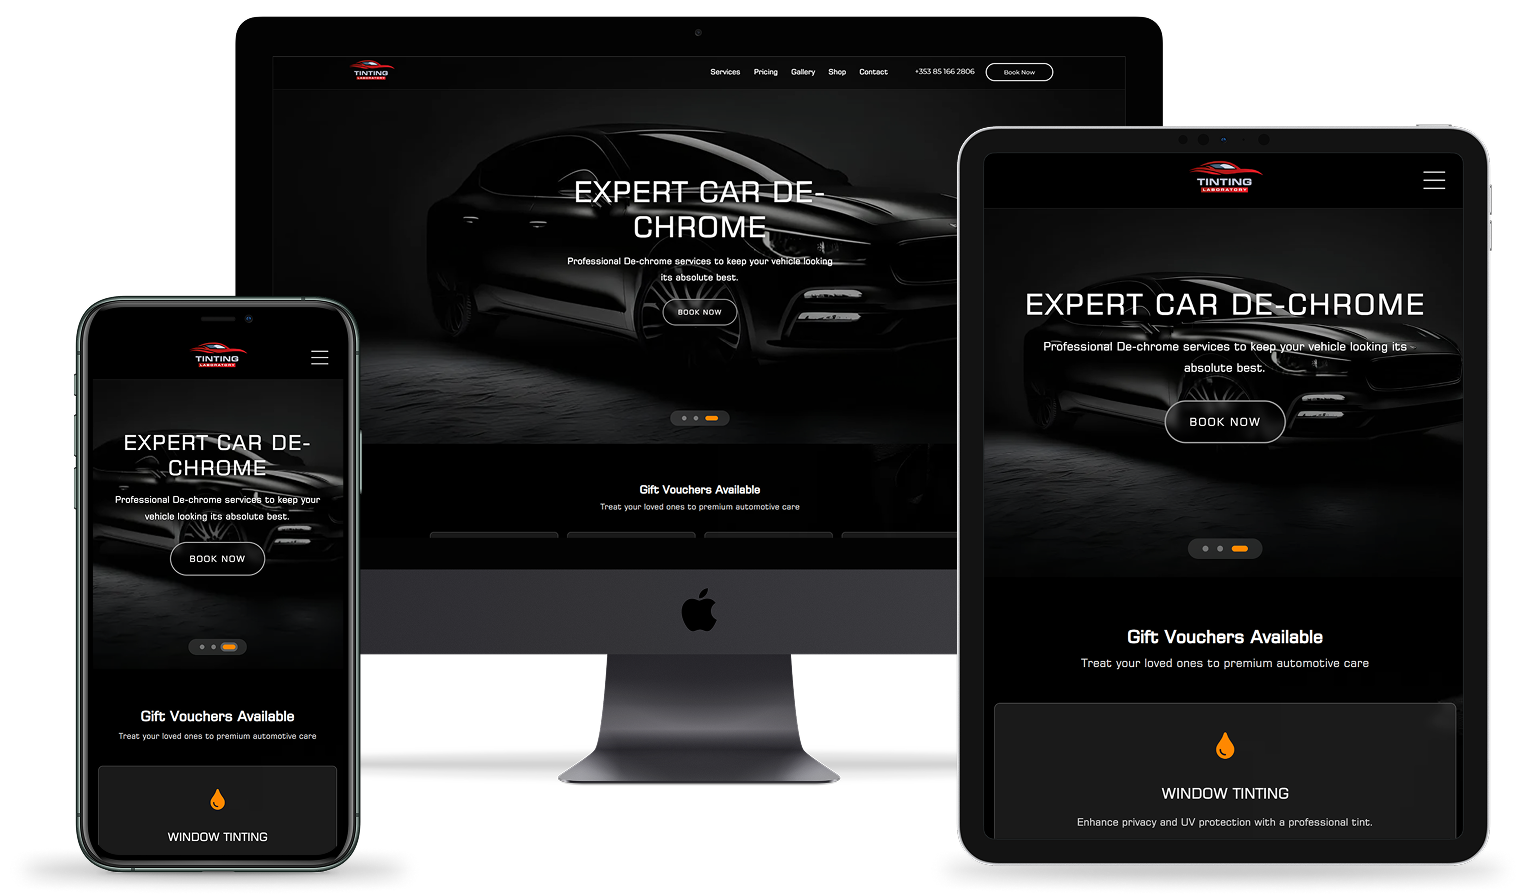 TINTING
LABORATORY
Services Pricing Gallery Shop Contact +353 85 166 2806 Book Now
EXPERT CAR DE-
CHROME
Professional De-chrome services to keep your vehicle looking
its absolute best.
BOOK NOW
Gift Vouchers Available
Treat your loved ones to premium automotive care
TINTING
LABORATORY
EXPERT CAR DE-CHROME
Professional De-chrome services to keep your vehicle looking its
absolute best.
BOOK NOW
Gift Vouchers Available
Treat your loved ones to premium automotive care
WINDOW TINTING
Enhance privacy and UV protection with a professional tint.
TINTING
LABORATORY
EXPERT CAR DE-
CHROME
Professional De-chrome services to keep your
vehicle looking its absolute best.
BOOK NOW
Gift Vouchers Available
Treat your loved ones to premium automotive care
WINDOW TINTING